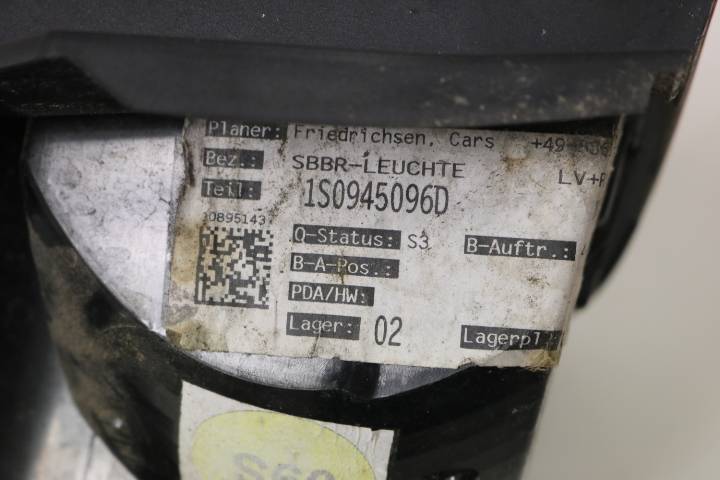 Planer: Friedrichsen, Cars +49
Bez.: SBBR-LEUCHTE LV+P
Teil: 1S0945096D
10895143
Q-Status: S3 B-Auftr.:
B-A-Pos.:
PDA/HW:
Lager: 02 Lagerpl